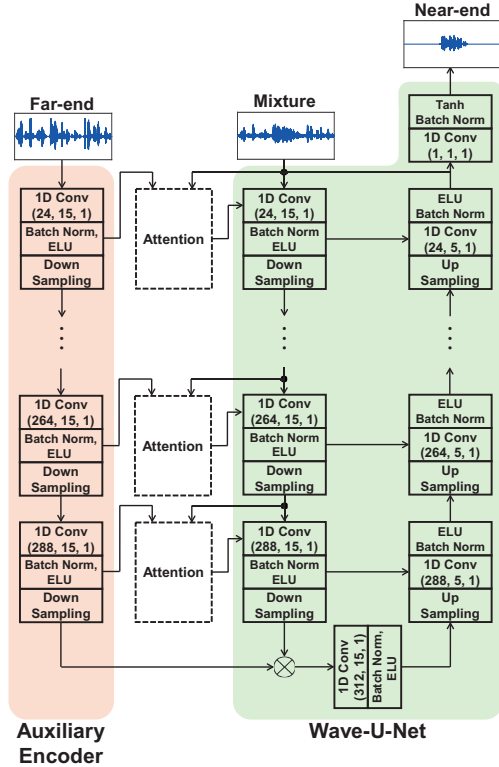 Near-end
Far-end
Mixture
Tanh
Batch Norm
1D Conv
(1, 1, 1)
1D Conv
(24, 15, 1)
Batch Norm,
ELU
Down
Sampling
Attention
1D Conv
(24, 15, 1)
Batch Norm
ELU
Down
Sampling
ELU
Batch Norm
1D Conv
(24, 5, 1)
Up
Sampling
1D Conv
(264, 15, 1)
Batch Norm,
ELU
Down
Sampling
Attention
1D Conv
(264, 15, 1)
Batch Norm
ELU
Down
Sampling
ELU
Batch Norm
1D Conv
(264, 5, 1)
Up
Sampling
1D Conv
(288, 15, 1)
Batch Norm,
ELU
Down
Sampling
Attention
1D Conv
(288, 15, 1)
Batch Norm
ELU
Down
Sampling
ELU
Batch Norm
1D Conv
(288, 5, 1)
Up
Sampling
1D Conv
(312, 15, 1)
Batch Norm,
ELU
Auxiliary
Encoder
Wave-U-Net